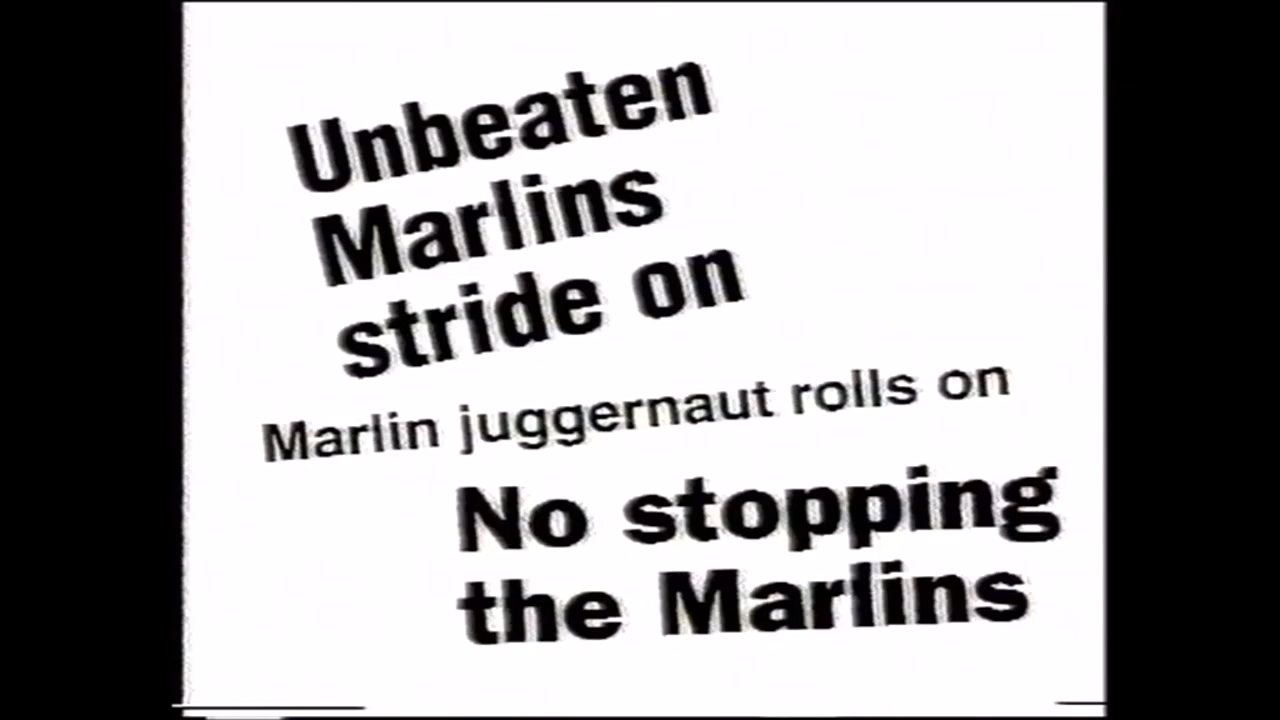 Unbeaten
Marlins
stride on
Marlin juggernaut rolls on
No stopping
the Marlins